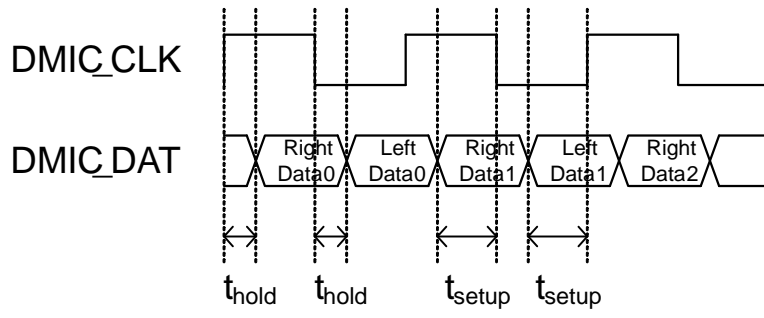 DMIC_CLK
DMIC_DAT
Right Data0
Left Data0
Right Data1
Left Data1
Right Data2
thold
thold
tsetup
tsetup